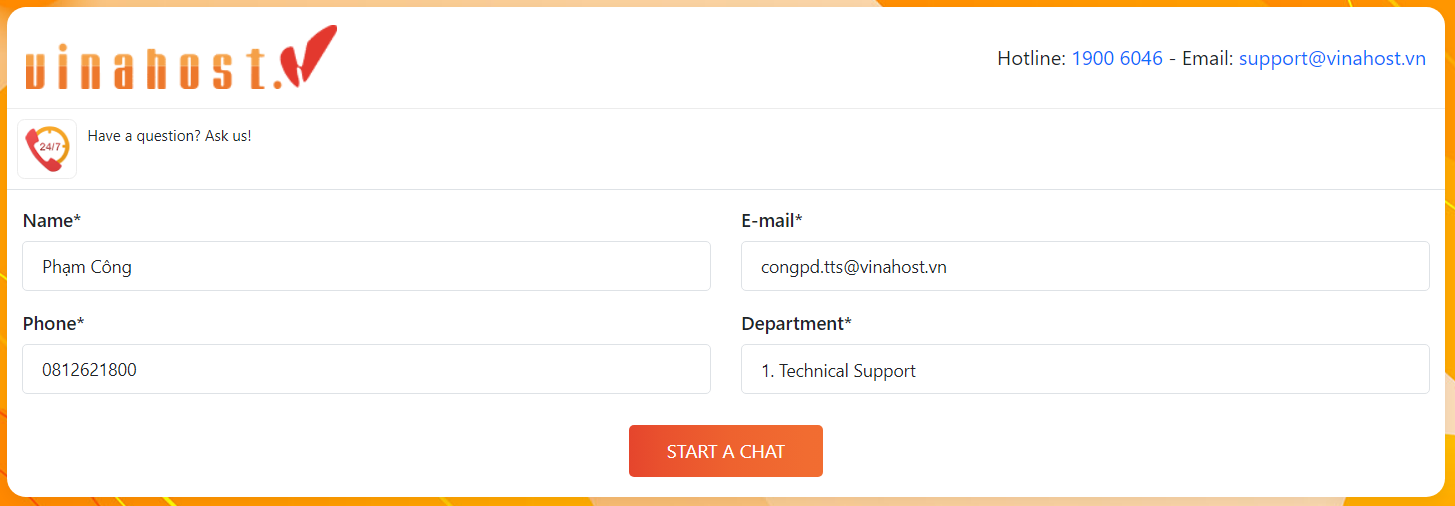 vinahost.
Hotline: 1900 6046 - Email: support@vinahost.vn
24/7
Have a question? Ask us!
Name*
E-mail*
Phạm Công
congpd.tts@vinahost.vn
Phone*
Department*
0812621800
1. Technical Support
START A CHAT